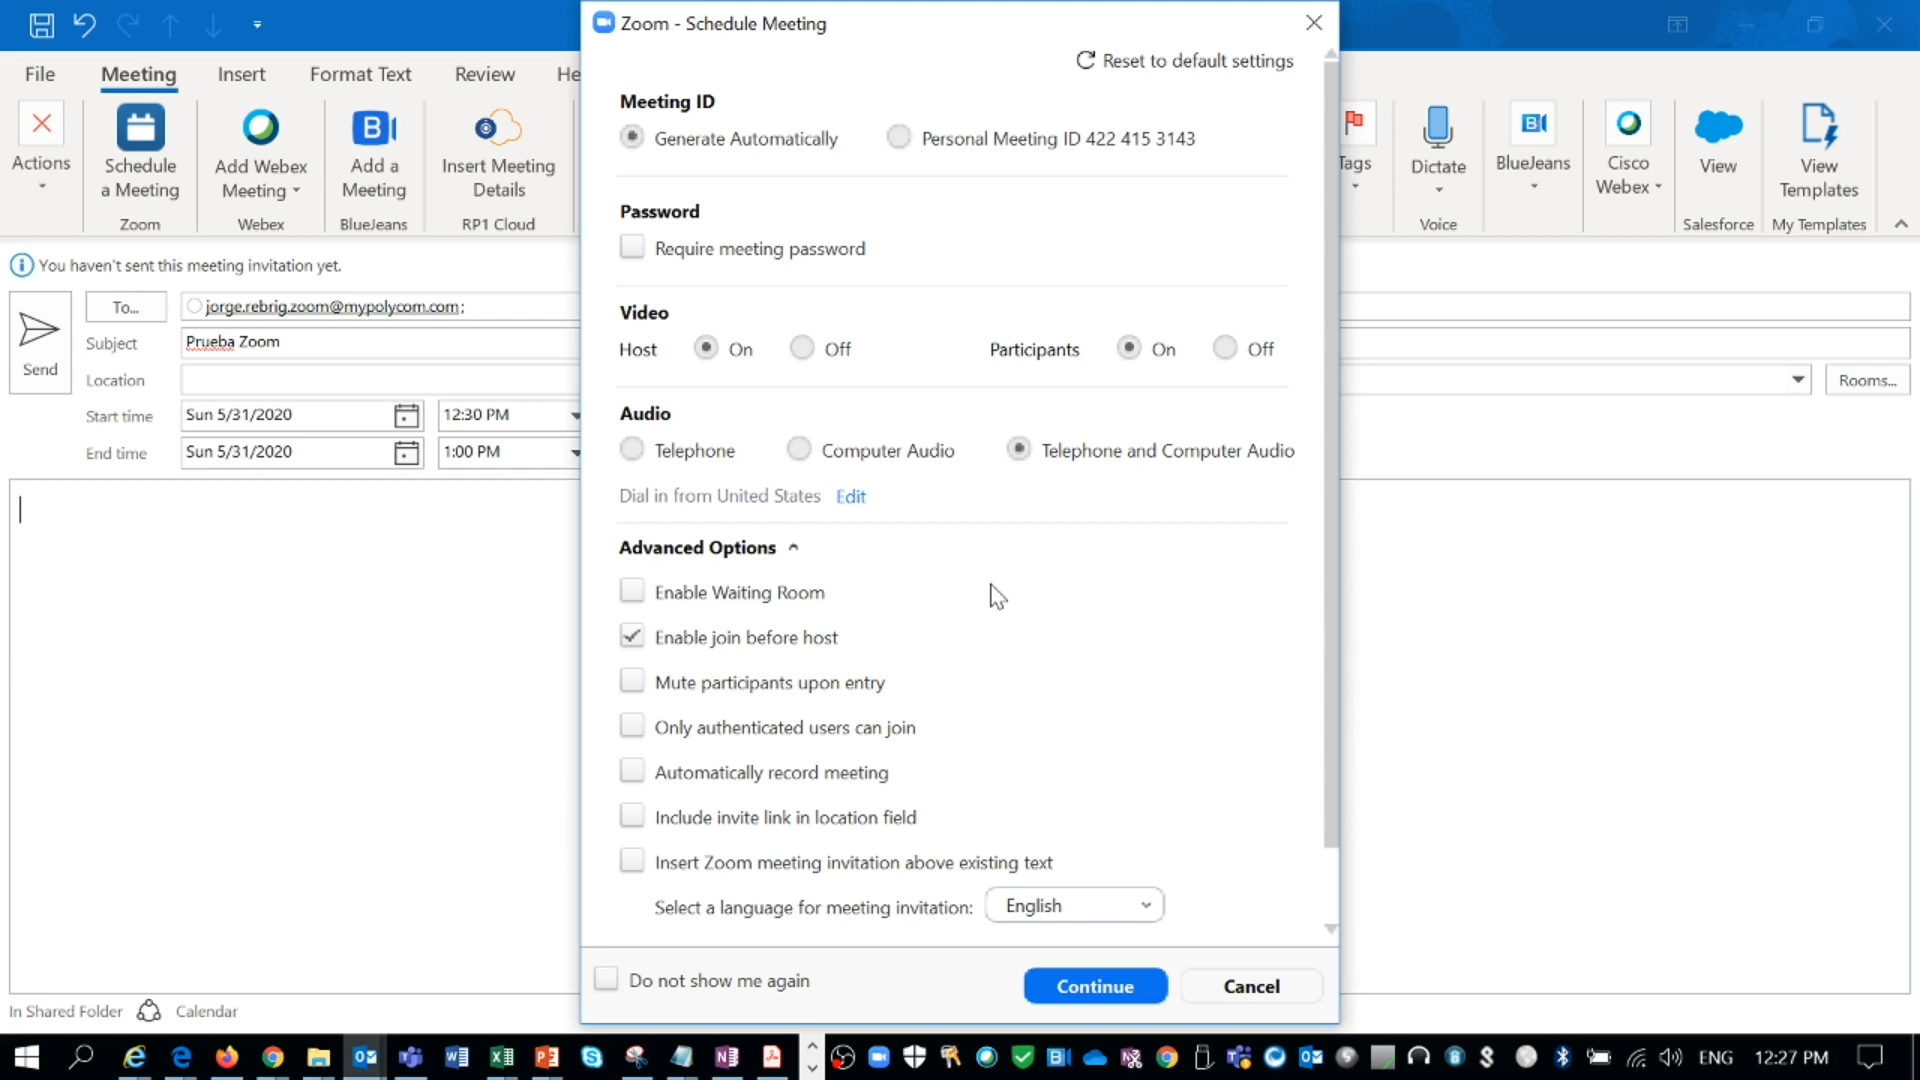 Zoom - Schedule Meeting
Reset to default settings
File
Meeting
Insert
Format Text
Review
He
Actions
Schedule
a Meeting
Zoom
Add Webex
Meeting
Webex
Add a
Meeting
BlueJeans
Insert Meeting
Details
RP1 Cloud
Tags
Dictate
Voice
BlueJeans
Cisco
Webex
View
Salesforce
View
Templates
My Templates
You haven't sent this meeting invitation yet.
Send
To...
jorge.rebrig.zoom@mypolycom.com;
Subject
Prueba Zoom
Location
Rooms...
Start time
Sun 5/31/2020
12:30 PM
End time
Sun 5/31/2020
1:00 PM
Meeting ID
Generate Automatically
Personal Meeting ID 422 415 3143
Password
Require meeting password
Video
Host
On
Off
Participants
On
Off
Audio
Telephone
Computer Audio
Telephone and Computer Audio
Dial in from United States Edit
Advanced Options
Enable Waiting Room
Enable join before host
Mute participants upon entry
Only authenticated users can join
Automatically record meeting
Include invite link in location field
Insert Zoom meeting invitation above existing text
Select a language for meeting invitation: English
Do not show me again
Continue
Cancel
In Shared Folder
Calendar
ENG
12:27 PM